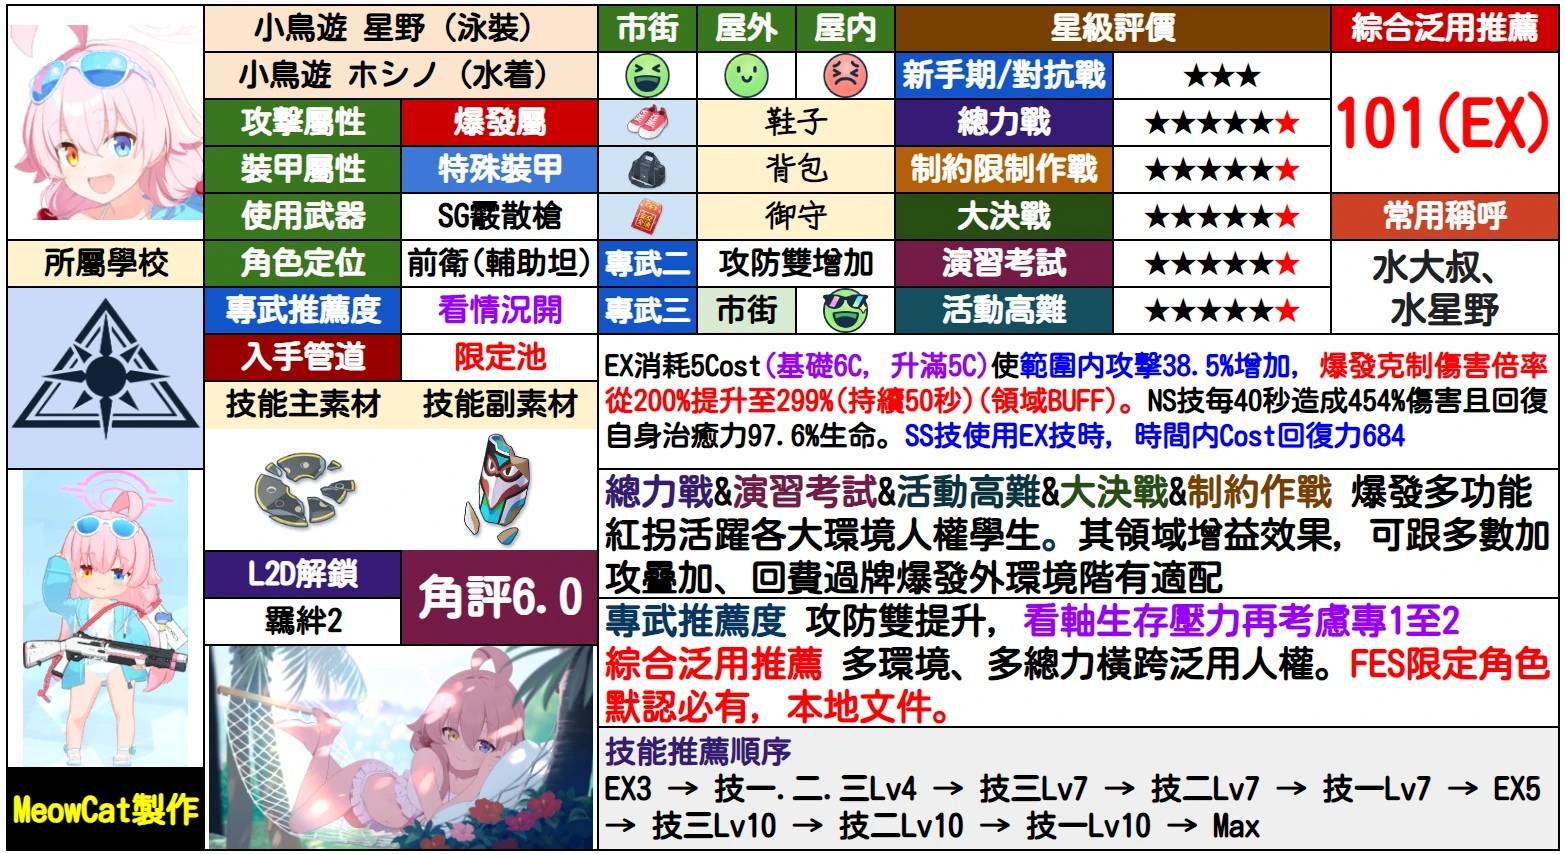 小鳥遊 星野 (泳裝)
小鳥遊 ホシノ (水着)
市街 屋外 屋内
星級評價
綜合泛用推薦
新手期/對抗戰 ★★★
101(EX)
攻擊屬性 爆發屬
鞋子
總力戰 ★★★★★★
裝甲屬性 特殊裝甲
背包
制約限制作戰 ★★★★★★
使用武器 SG霰散槍
御守
大決戰 ★★★★★★
常用稱呼
所屬學校
角色定位 前衛(輔助坦)
專武二 攻防雙增加
演習考試 ★★★★★★
水大叔、
水星野
專武推薦度 看情況開
專武三 市街
活動高難 ★★★★★★
入手管道 限定池
技能主素材 技能副素材
EX消耗5Cost(基礎6C, 升滿5C)使範圍内攻擊38.5%增加, 爆發克制傷害倍率
從200%提升至299%(持續50秒)(領域BUFF)。NS技每40秒造成454%傷害且回復
自身治癒力97.6%生命。SS技使用EX技時, 時間内Cost回復力684
總力戰&演習考試&活動高難&大決戰&制約作戰 爆發多功能
紅拐活躍各大環境人權學生。其領域增益效果, 可跟多數加
攻疊加、回費過牌爆發外環境階有適配
L2D解鎖
羈絆2
角評6.0
專武推薦度 攻防雙提升, 看軸生存壓力再考慮專1至2
綜合泛用推薦 多環境、多總力橫跨泛用人權。FES限定角色
默認必有, 本地文件。
技能推薦順序
EX3 → 技一.二.三Lv4 → 技三Lv7 → 技二Lv7 → 技一Lv7 → EX5
→ 技三Lv10 → 技二Lv10 → 技一Lv10 → Max
MeowCat製作